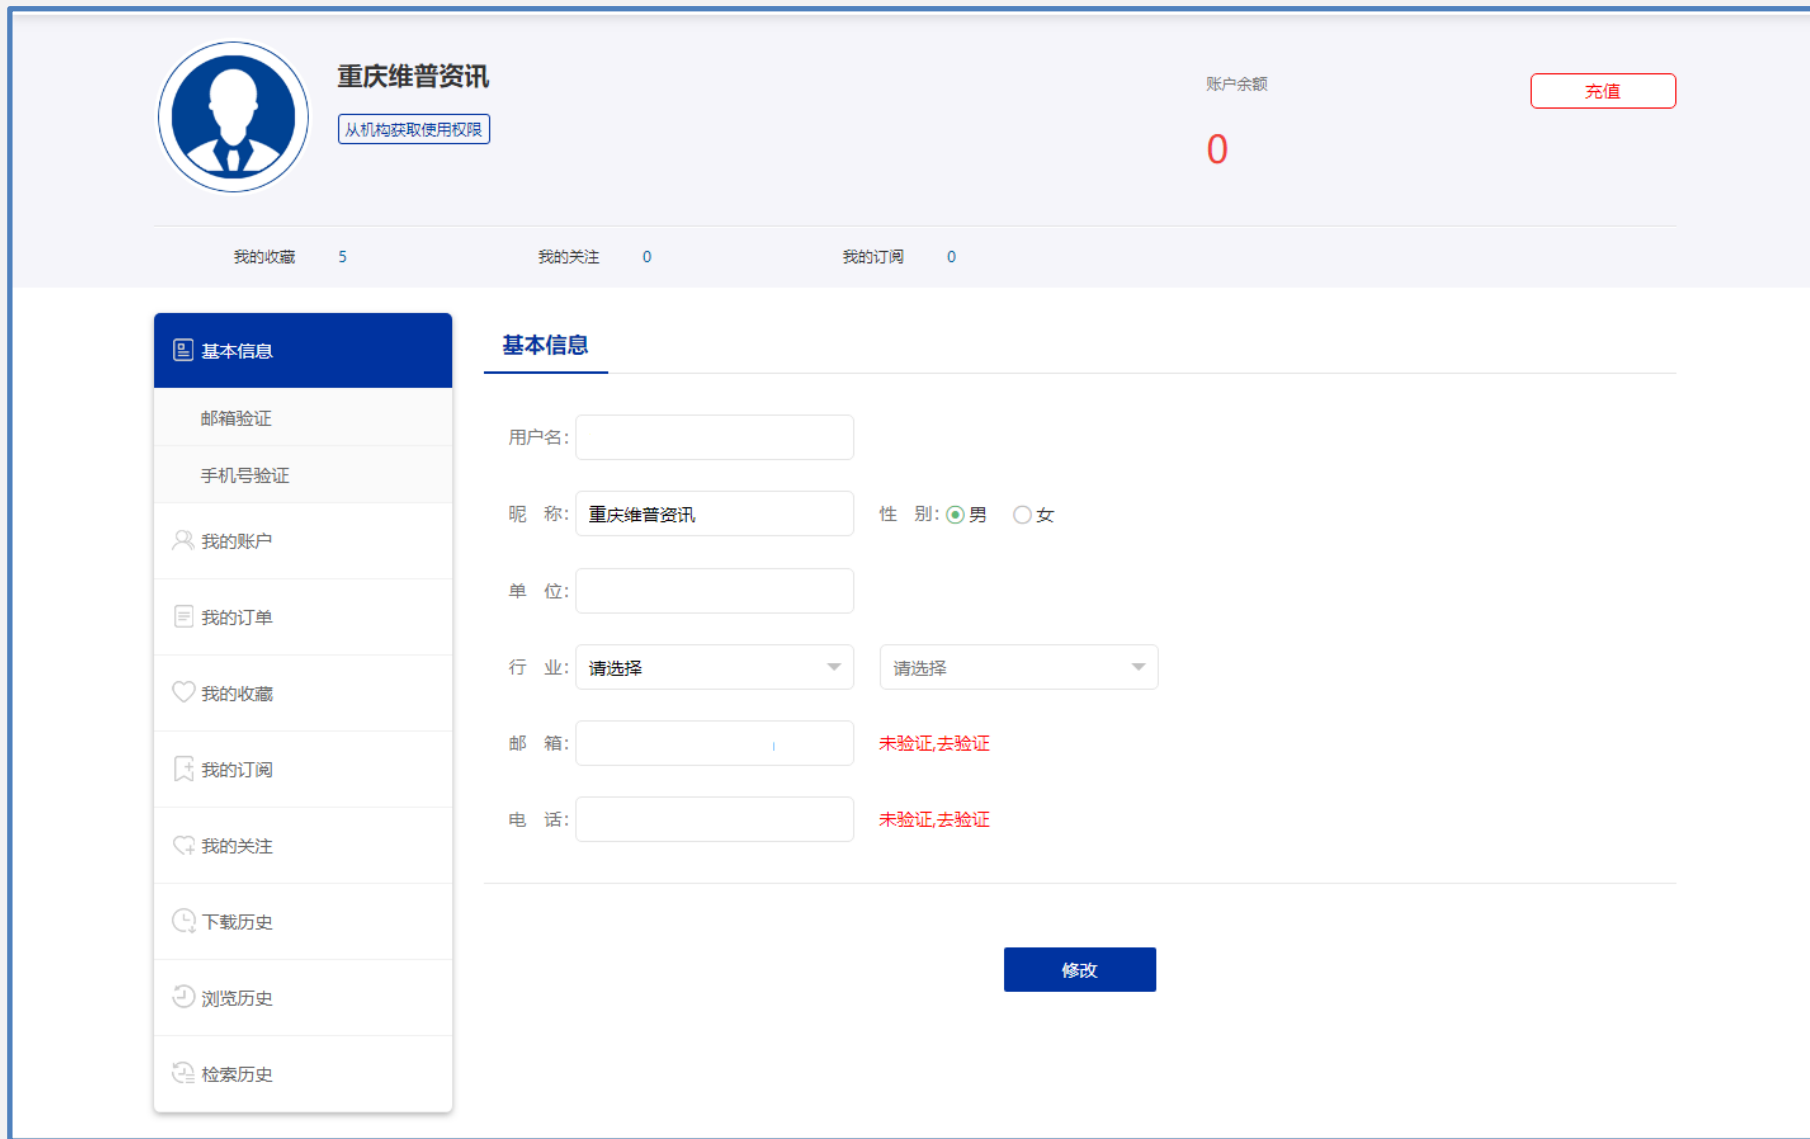 重庆维普资讯
从机构获取使用权限
账户余额
充值
0
我的收藏 5 我的关注 0 我的订阅 0
基本信息
邮箱验证
手机号验证
我的账户
我的订单
我的收藏
我的订阅
我的关注
下载历史
浏览历史
检索历史
基本信息
用户名:
昵 称: 重庆维普资讯 性 别: 男 女
单 位:
行 业: 请选择 请选择
邮 箱: 未验证,去验证
电 话: 未验证,去验证
修改